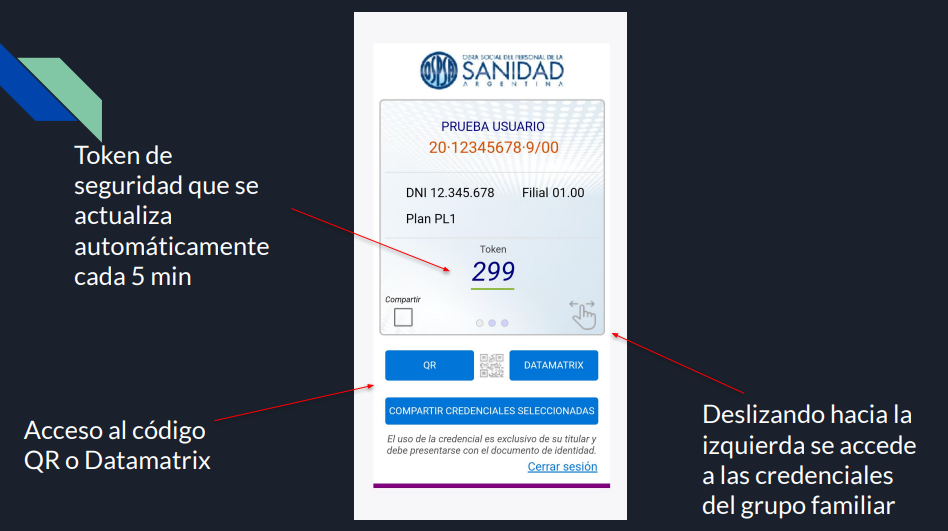 OSPSA
OBRA SOCIAL DEL PERSONAL DE LA
SANIDAD
ARGENTINA
PRUEBA USUARIO
20-12345678-9/00
DNI 12.345.678 Filial 01.00
Plan PL1
Token
299
Compartir
QR DATAMATRIX
COMPARTIR CREDENCIALES SELECCIONADAS
El uso de la credencial es exclusivo de su titular y
debe presentarse con el documento de identidad.
Cerrar sesión
Token de
seguridad que se
actualiza
automáticamente
cada 5 min
Acceso al código
QR o Datamatrix
Deslizando hacia la
izquierda se accede
a las credenciales
del grupo familiar